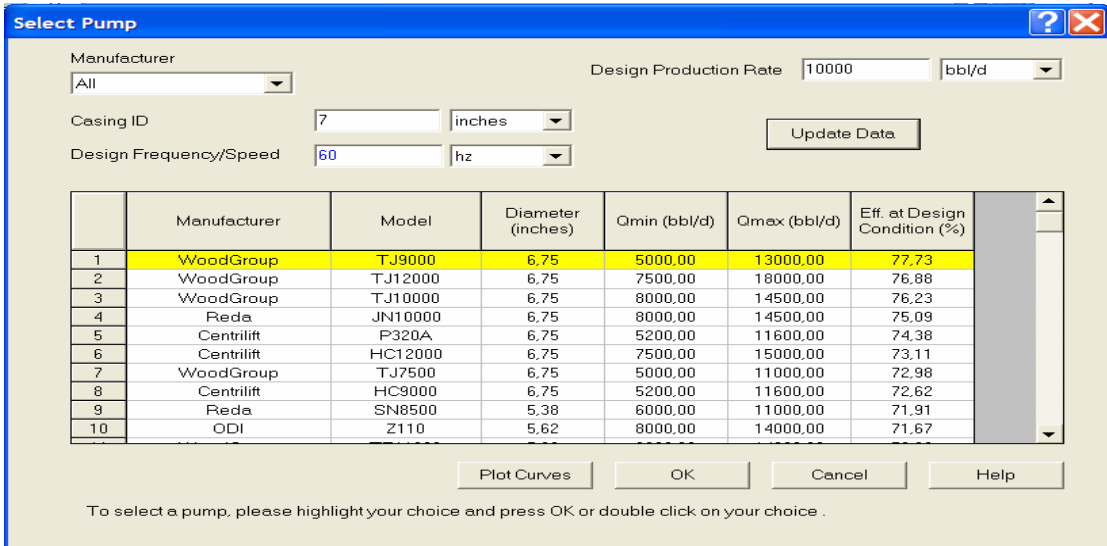 Select Pump
Manufacturer
All
Design Production Rate 10000 bbl/d
Casing ID 7 inches
Update Data
Design Frequency/Speed 60 hz
Manufacturer Model Diameter (inches) Qmin (bbl/d) Qmax (bbl/d) Eff. at Design Condition (%)
1 WoodGroup TJ9000 6,75 5000,00 13000,00 77,73
2 WoodGroup TJ12000 6,75 7500,00 18000,00 76,88
3 WoodGroup TJ10000 6,75 8000,00 14500,00 76,23
4 Reda JN10000 6,75 8000,00 14500,00 75,09
5 Centrilift P320A 6,75 5200,00 11600,00 74,38
6 Centrilift HC12000 6,75 7500,00 15000,00 73,11
7 WoodGroup TJ7500 6,75 5000,00 11000,00 72,98
8 Centrilift HC9000 6,75 5200,00 11600,00 72,62
9 Reda SN8500 5,38 6000,00 11000,00 71,91
10 ODI Z110 5,62 8000,00 14000,00 71,67
Plot Curves OK Cancel Help
To select a pump, please highlight your choice and press OK or double click on your choice .